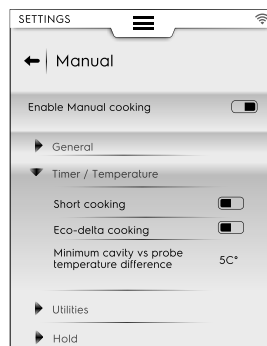 SETTINGS
Manual
Enable Manual cooking
General
Timer / Temperature
Short cooking
Eco-delta cooking
Minimum cavity vs probe
temperature difference
5C°
Utilities
Hold